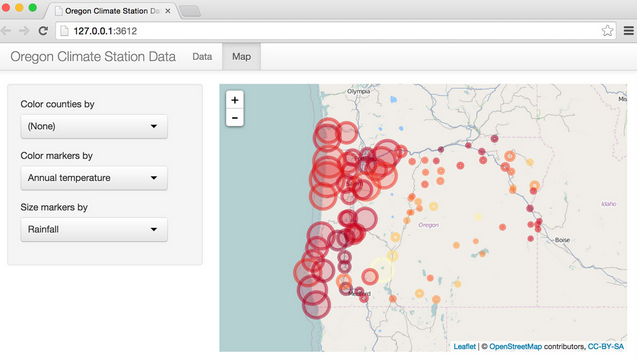 Oregon Climate Station Da
127.0.0.1:3612
Oregon Climate Station Data
Data
Map
Color counties by
(None)
Color markers by
Annual temperature
Size markers by
Rainfall
+
−
Olympia
Oregon
Idaho
Boise
Leaflet | © OpenStreetMap contributors, CC-BY-SA